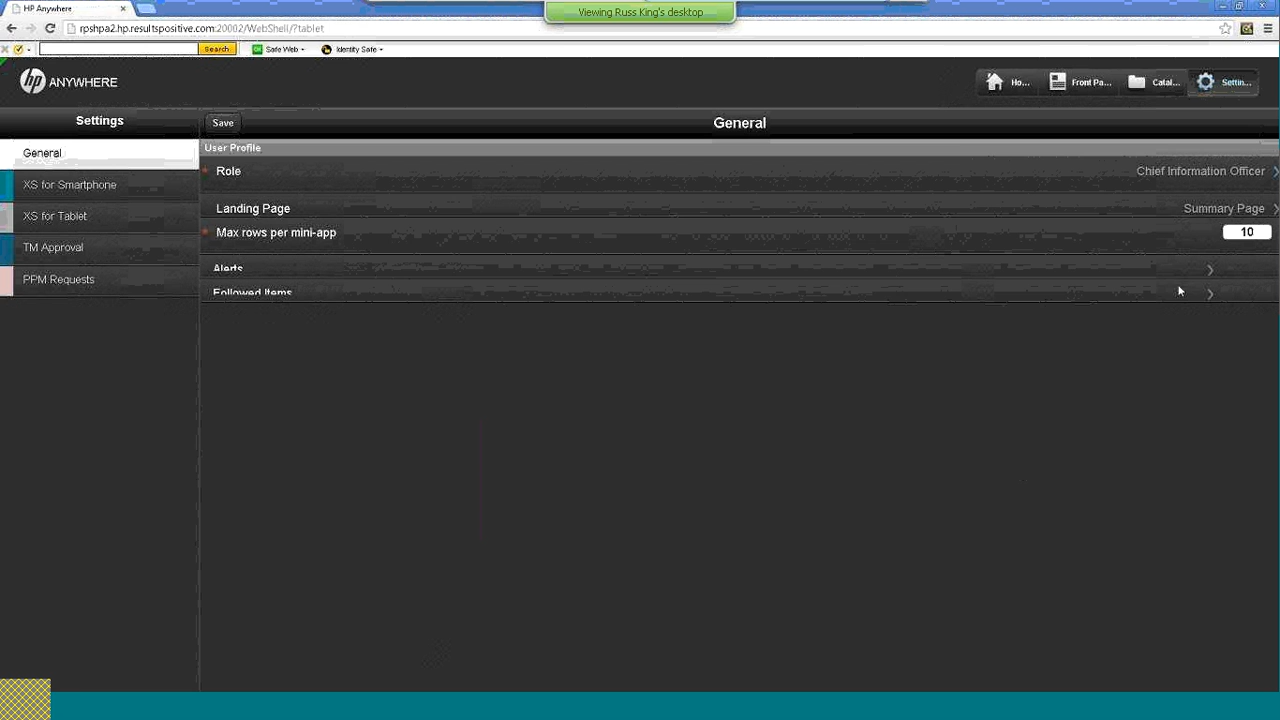 HP Anywhere
Viewing Russ King's desktop
rpshpa2.hp.resultspositive.com:20002/WebShell/?tablet
Search
Safe Web
Identity Safe
hp ANYWHERE
Ho...
Front Pa...
Catal...
Settin...
Settings
Save
General
General
User Profile
XS for Smartphone
XS for Tablet
TM Approval
PPM Requests
* Role
Chief Information Officer
Landing Page
Summary Page
* Max rows per mini-app
10
Alerts
Followed Items